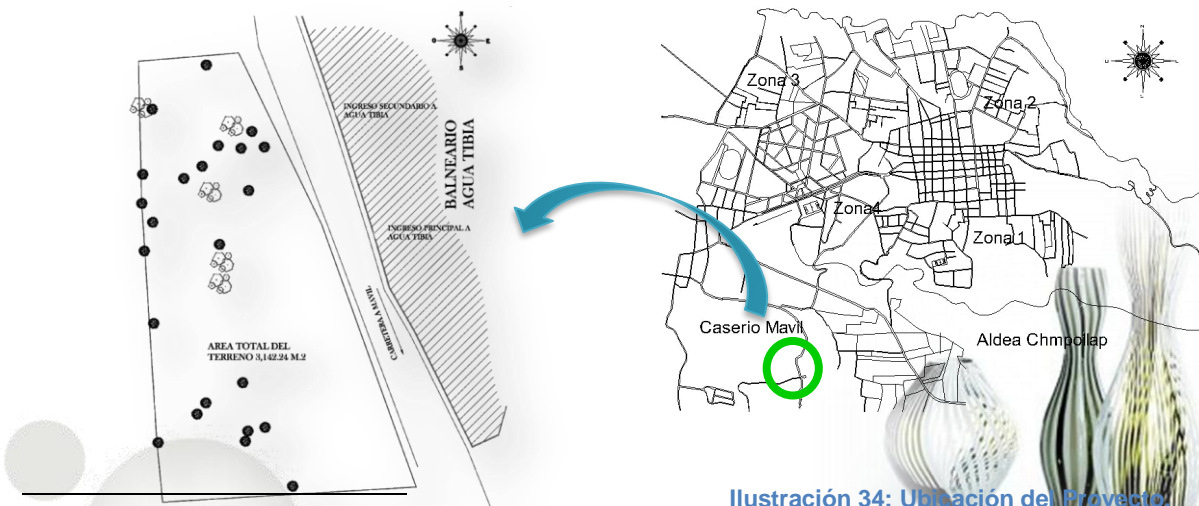 INGRESO SECUNDARIO A
AGUA TIBIA
BALNEARIO
AGUA TIBIA
INGRESO PRINCIPAL A
AGUA TIBIA
CARRETERA A MAVIL
AREA TOTAL DEL
TERRENO 3,142.24 M.2
Zona 3
Zona 2
Zona4
Zona 1
Caserio Mavil
Aldea Chmpollap
Ilustración 34: Ubicación del Proyecto